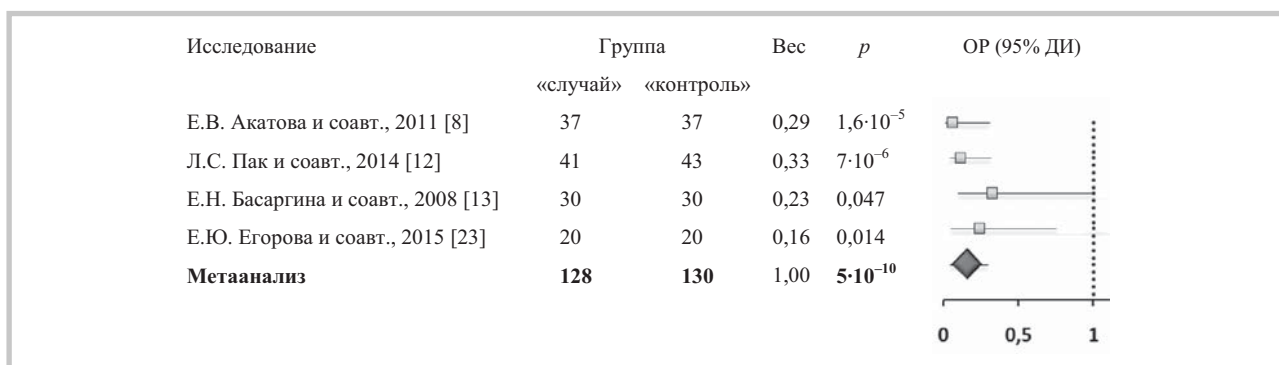 Исследование Группа Вес p ОР (95% ДИ)
«случай» «контроль»
Е.В. Акатова и соавт., 2011 [8] 37 37 0,29 1,6·10⁻⁵
Л.С. Пак и соавт., 2014 [12] 41 43 0,33 7·10⁻⁶
Е.Н. Басаргина и соавт., 2008 [13] 30 30 0,23 0,047
Е.Ю. Егорова и соавт., 2015 [23] 20 20 0,16 0,014
Метаанализ 128 130 1,00 5·10⁻¹⁰
0 0,5 1